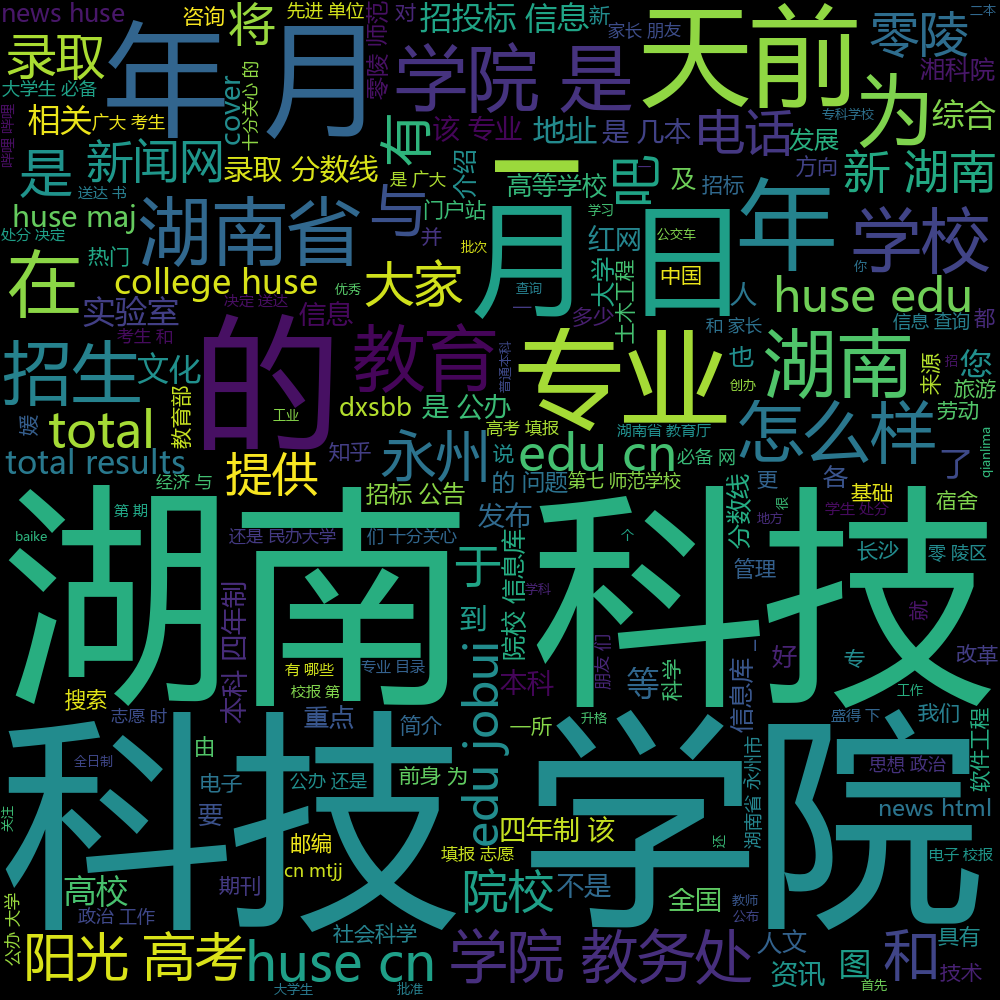 news huse
咨询
先进 单位
招投标 信息
新
家长 朋友
二本
年 月
将
天前
零陵
录取
零陵 师范
对
学院 是
湘科院
大学生 必备
cover
十分关心 的
为
综合
相关
广大 考生
有
该 专业
地址
是 几本
电话
发展
专科学校
是
新闻网
录取 分数线
是 广大
介绍
高等学校
吧
及
招标
方向
新 湖南
送达 书
huse maj
湖南省
与
门户站
学习
月 日
红网
公交车
年
学校
处分 决定
热门
并
批次
中国
你
在
college huse
优秀
大家
查询
大学
土木工程
人
huse edu
实验室
决定 送达
信息
多少
和 家长
信息 查询
都
考生 和
的
教育
专业
也
湖南
来源
您
招生
文化
普通本科
创办
招
旅游
媛
教育部
工作
dxsbb
是 公办
怎么样
劳动
total
知乎
永州
高考 填报
湖南省 教育厅
total results
提供
说
edu cn
必备 网
了
qianlima
的 问题
第七 师范学校
更
各
经济 与
招标 公告
基础
宿舍
第 期
发布
分数线
很
学生 处分
baike
还是 民办大学
们 十分关心
于
院校 信息库
个
地方
长沙
零 陵区
湖南 科技
管理
学科
到
就
本科 四年制
有 哪些
专业 目录
本科
朋友 们
等
科学
信息库
专
好
改革
搜索
校报 第
工作
志愿 时
重点
简介
一所
升格
盛得 下
我们
软件工程
科技 学院
由
全日制
电子
公办 还是
前身 为
edu jobui
湖南省 永州市
思想 政治
关注
要
四年制 该
news html
邮编
填报 志愿
还
电子 校报
cn mtjj
高校
期刊
院校
不是
全国
教师
公布
公办 大学
政治 工作
社会科学
人文
具有
阳光 高考
huse cn
学院 教务处
资讯
图
和
技术
大学生
批准
首先